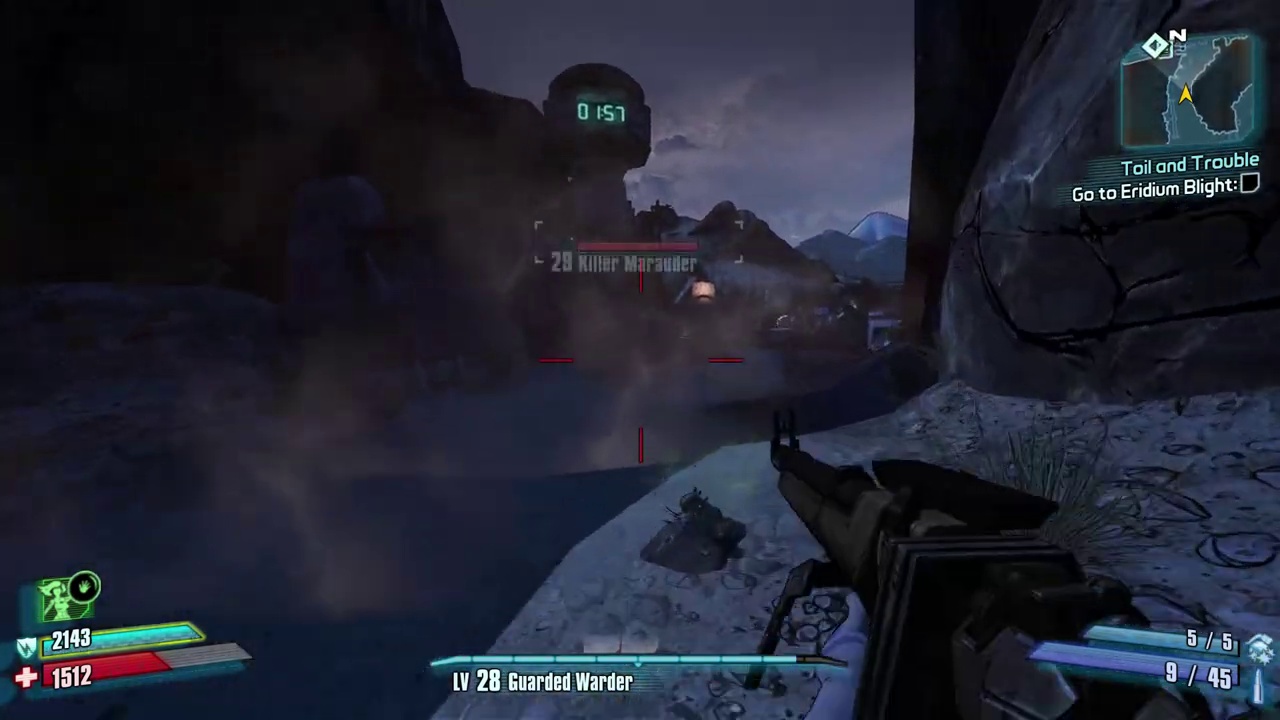 01:57
N
Toil and Trouble
Go to Eridium Blight:
29 Killer Marauder
2143
1512
LV 28 Guarded Warder
5 / 5
9 / 45